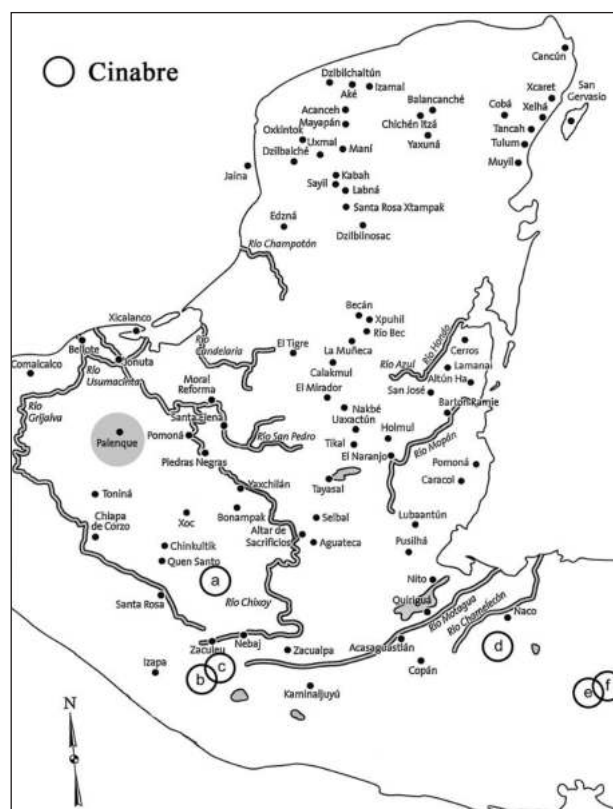 Cinabre
Cancún
Dzibilchaltún
Aké
Izamal
Acanceh
Mayapán
Balancanché
Cobá
Xcaret
Xelhá
San
Gervasio
Oxkintok
Uxmal
Maní
Chichén Itzá
Yaxuná
Tancah
Tulum
Dzilbalché
Muyil
Jaina
Kabah
Sayil
Labná
Santa Rosa Xtampak
Edzná
Dzilbilnosac
Río Champotón
Becán
Xpuhil
Río Bec
Xicalanco
Bellote
Jonuta
Río
Candelaria
El Tigre
La Muñeca
Calakmul
Río Azul
Río Hondo
Cerros
Lamanai
Altún Ha
San José
Barton Ramie
Comalcalco
Río
Usumacinta
Río
Grijalva
Moral
Reforma
Santa Elena
El Mirador
Nakbé
Uaxactún
Tikal
Holmul
El Naranjo
Río Mopán
Palenque
Pomoná
Río San Pedro
Piedras Negras
Pomoná
Caracol
Tayasal
Yaxchilán
Toniná
Chiapa
de Corzo
Xoc
Bonampak
Altar de
Sacrificios
Seibal
Aguateca
Lubaantún
Pusilhá
Chinkultik
Quen Santo
a
Río Chixoy
Santa Rosa
Nito
Quiriguá
Río Motagua
Río Chamelecón
Naco
Zaculeu
Nebaj
Zacualpa
Acasaguastlán
Copán
d
Izapa
b
c
Kaminaljuyú
e
f
N